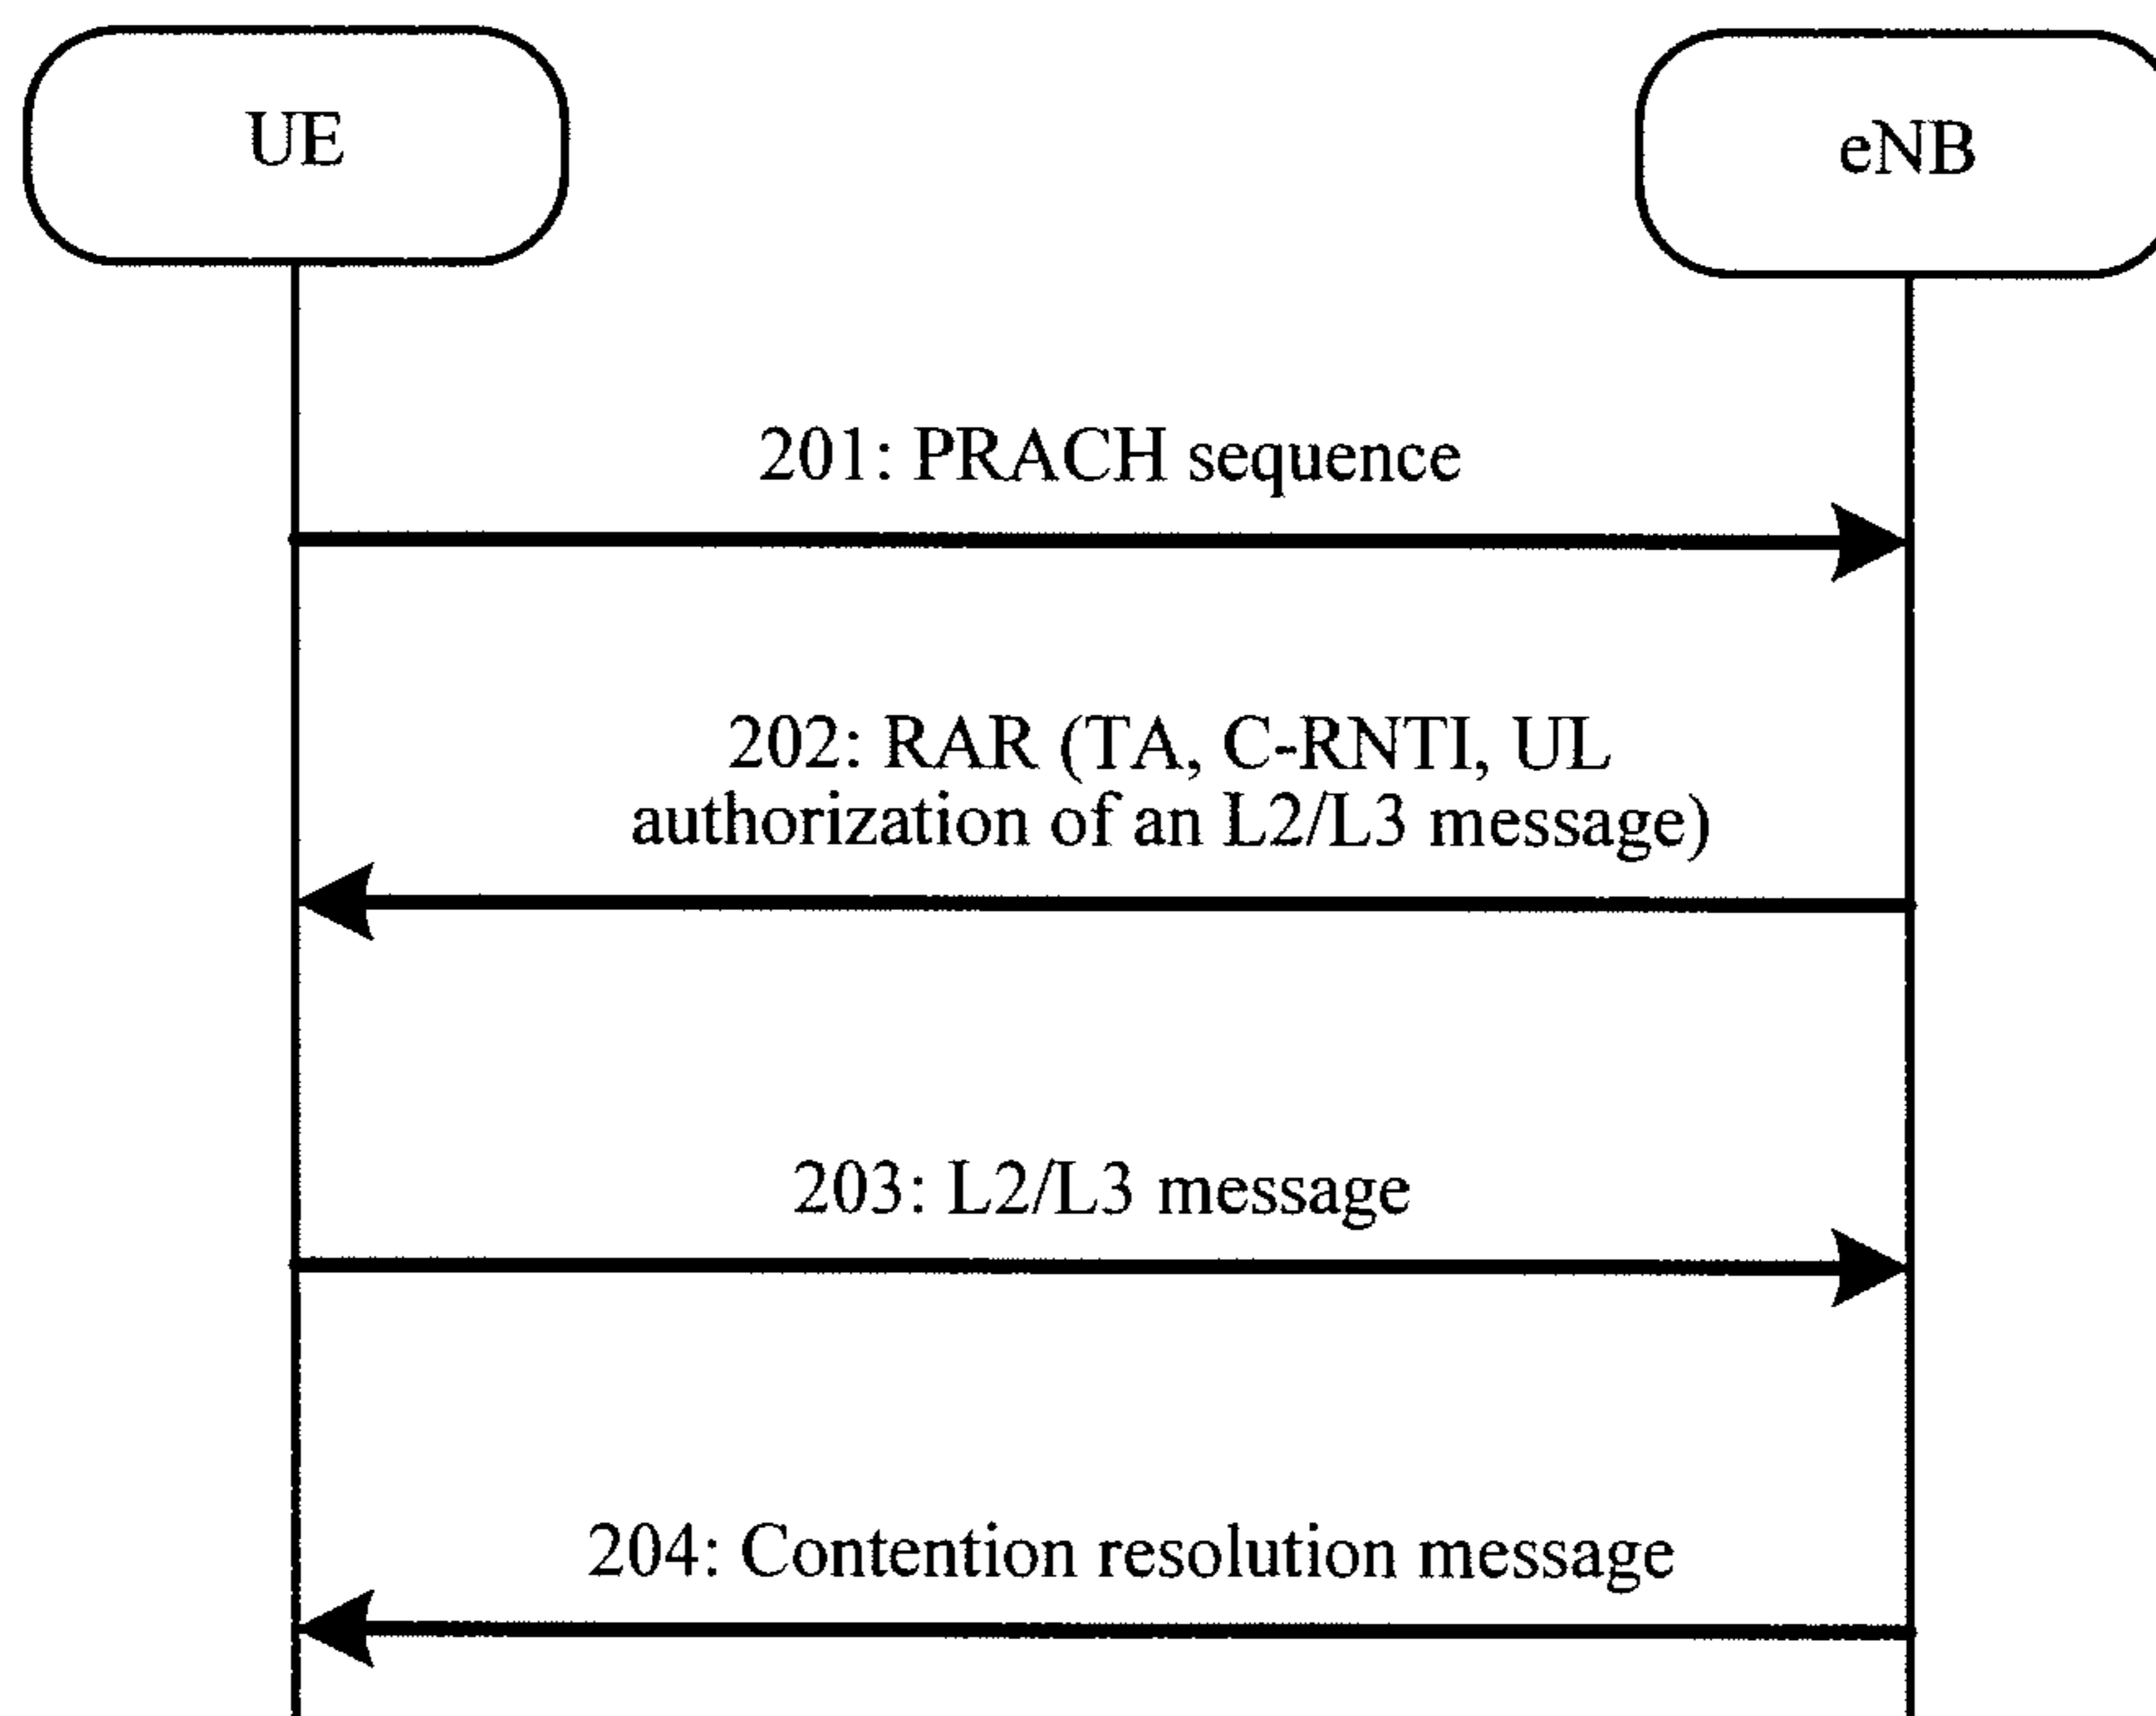 UE
eNB
201: PRACH sequence
202: RAR (TA, C-RNTI, UL
authorization of an L2/L3 message)
203: L2/L3 message
204: Contention resolution message